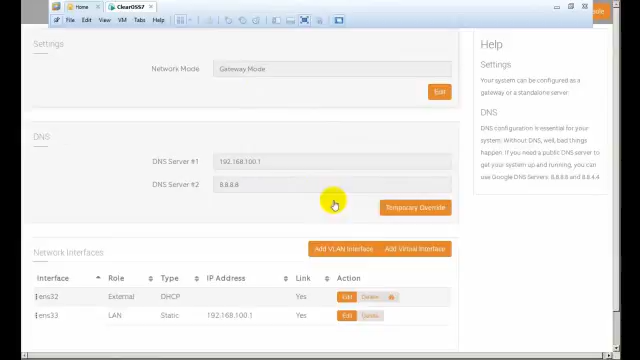 Home ClearOSS7
File Edit View VM Tabs Help
Settings
Network Mode Gateway Mode
Edit
DNS
DNS Server #1 192.168.100.1
DNS Server #2 8.8.8.8
Temporary Override
Network Interfaces Add VLAN Interface Add Virtual Interface
Interface Role Type IP Address Link Action
ens32 External DHCP Yes Edit Delete
ens33 LAN Static 192.168.100.1 Yes Edit Delete
Help
Settings
Your system can be configured as a
gateway or a standalone server.
DNS
DNS configuration is essential for your
system. Without DNS, well, bad things
happen. If you need a public DNS server to
get your system up and running, you can
use Google DNS Servers: 8.8.8.8 and 8.8.4.4